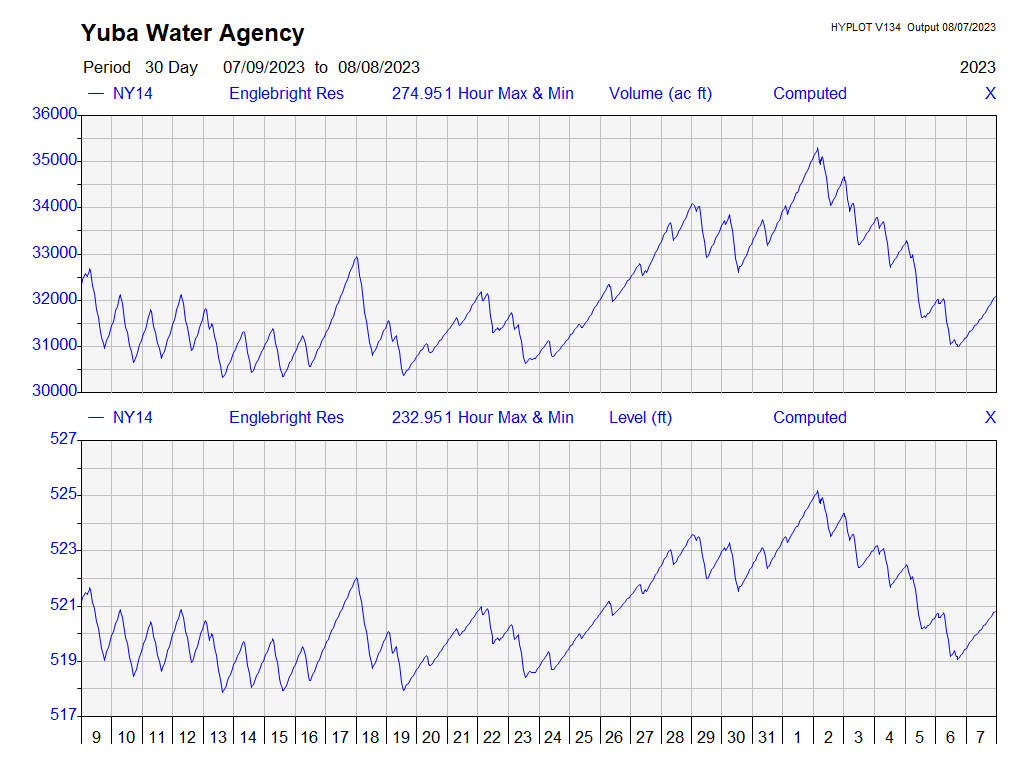 Yuba Water Agency
HYPLOT V134 Output 08/07/2023
Period 30 Day 07/09/2023 to 08/08/2023
2023
NY14 Englebright Res 274.951 Hour Max & Min Volume (ac ft) Computed X
36000
35000
34000
33000
32000
31000
30000
NY14 Englebright Res 232.951 Hour Max & Min Level (ft) Computed X
527
525
523
521
519
517
9 10 11 12 13 14 15 16 17 18 19 20 21 22 23 24 25 26 27 28 29 30 31 1 2 3 4 5 6 7